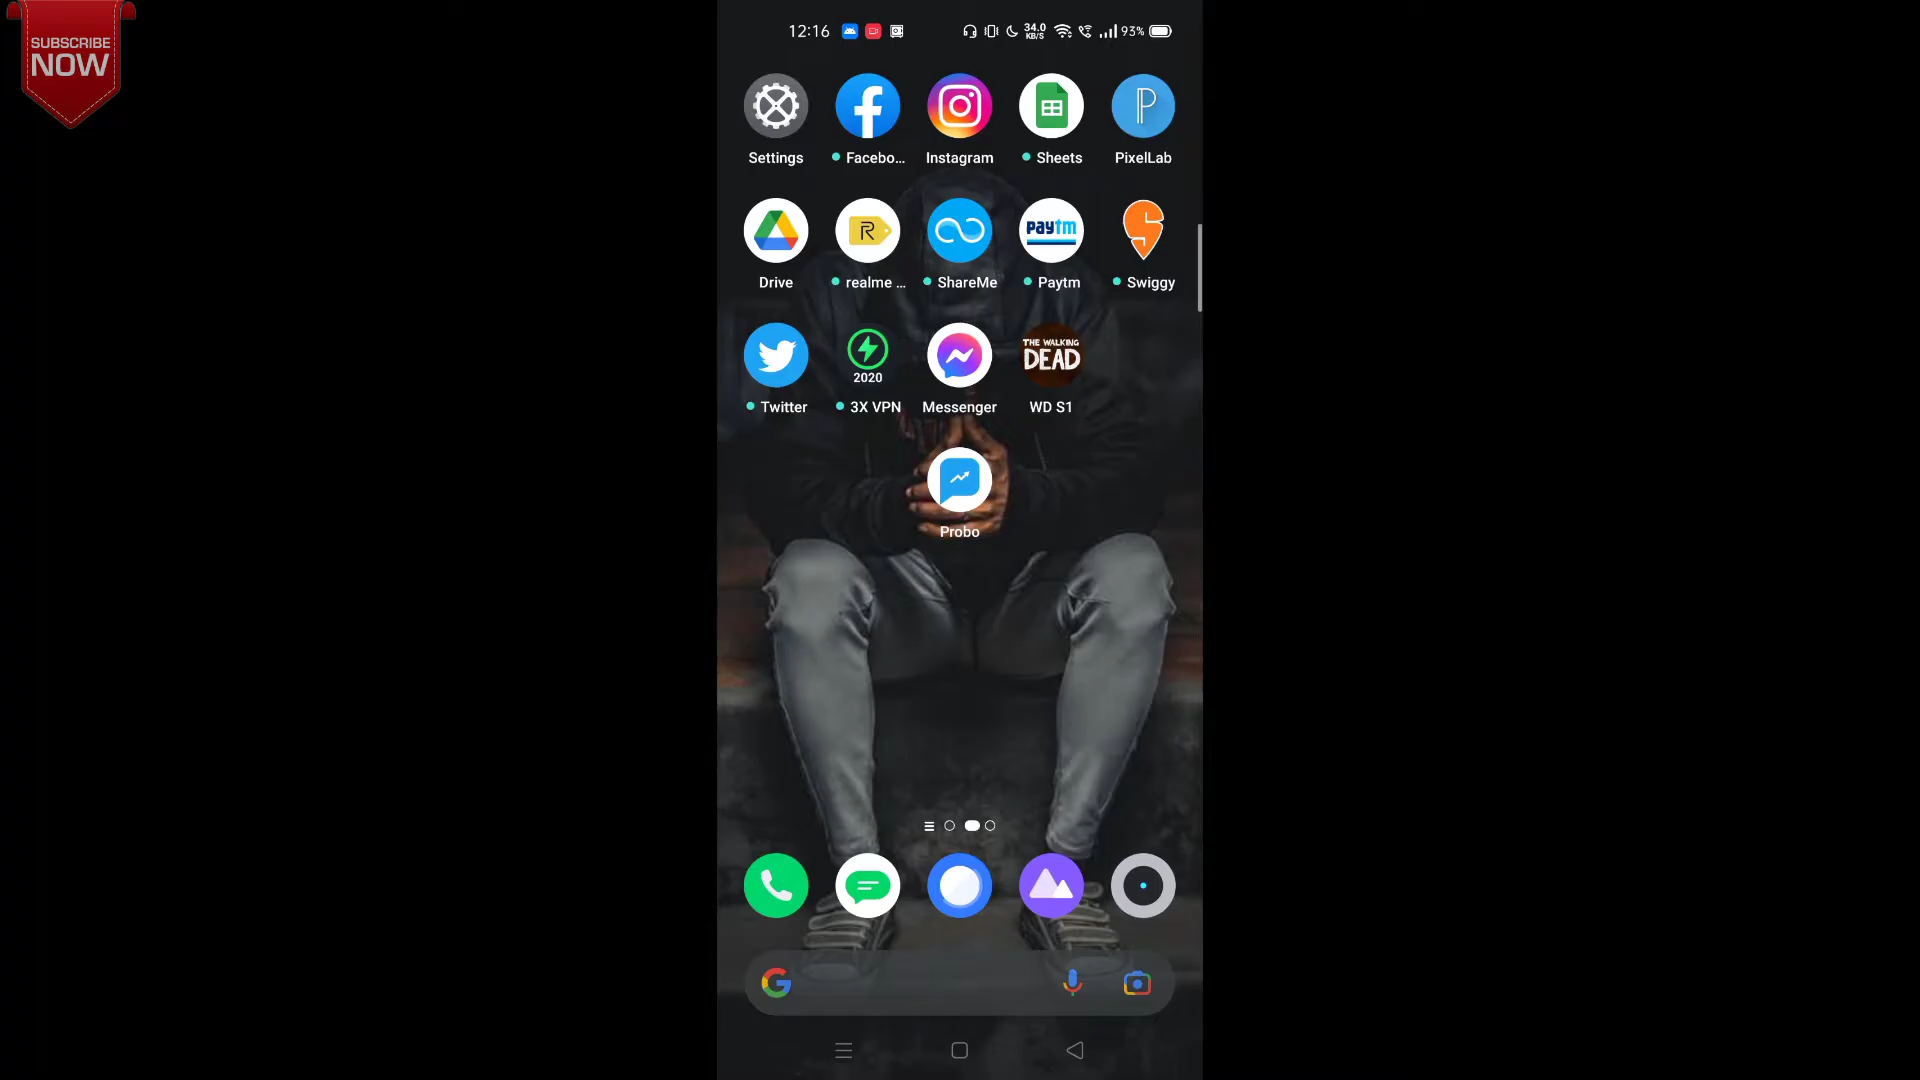 SUBSCRIBE
NOW
12:16
34.0
KB/S
93%
Settings
Facebo...
Instagram
Sheets
P
PixelLab
Drive
R
realme ...
ShareMe
paytm
Paytm
Swiggy
Twitter
2020
3X VPN
Messenger
THE WALKING
DEAD
WD S1
Probo